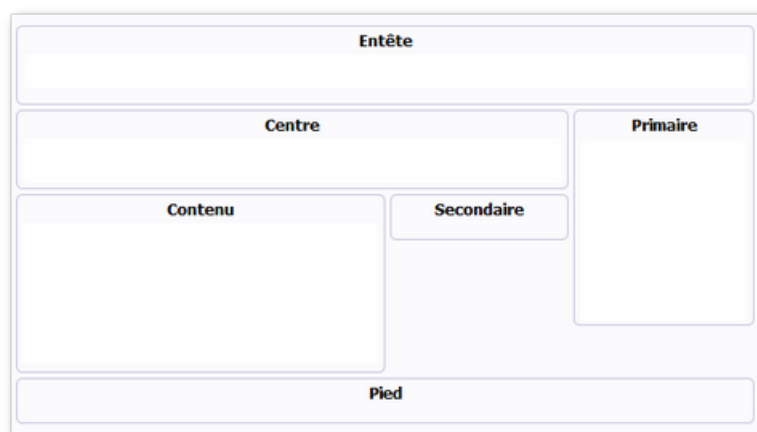 Entête
Centre
Primaire
Contenu
Secondaire
Pied